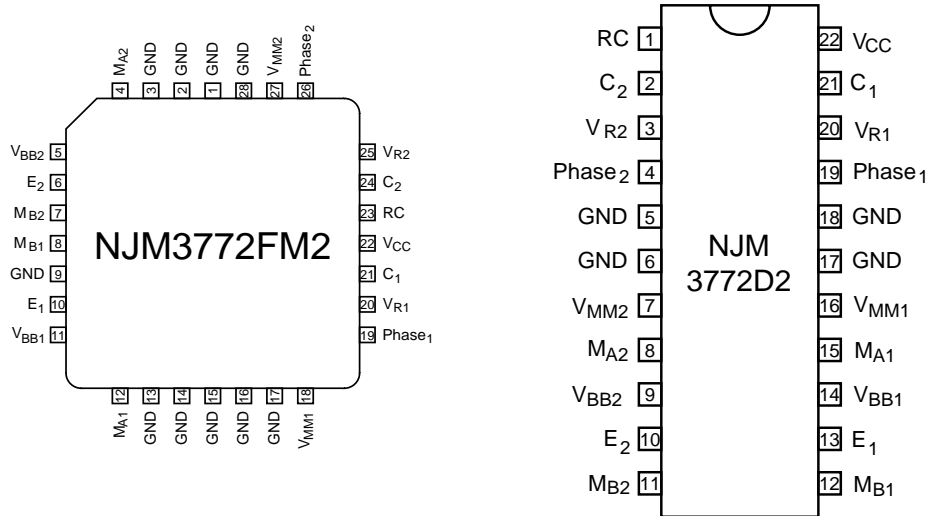 MA2
GND
GND
GND
GND
VMM2
Phase2
4
3
2
1
28
27
26
VBB2 5
E2 6
MB2 7
MB1 8
GND 9
E1 10
VBB1 11
NJM3772FM2
25 VR2
24 C2
23 RC
22 VCC
21 C1
20 VR1
19 Phase1
12
13
14
15
16
17
18
MA1
GND
GND
GND
GND
GND
VMM1
RC 1
C2 2
VR2 3
Phase2 4
GND 5
GND 6
VMM2 7
MA2 8
VBB2 9
E2 10
MB2 11
NJM
3772D2
22 VCC
21 C1
20 VR1
19 Phase1
18 GND
17 GND
16 VMM1
15 MA1
14 VBB1
13 E1
12 MB1